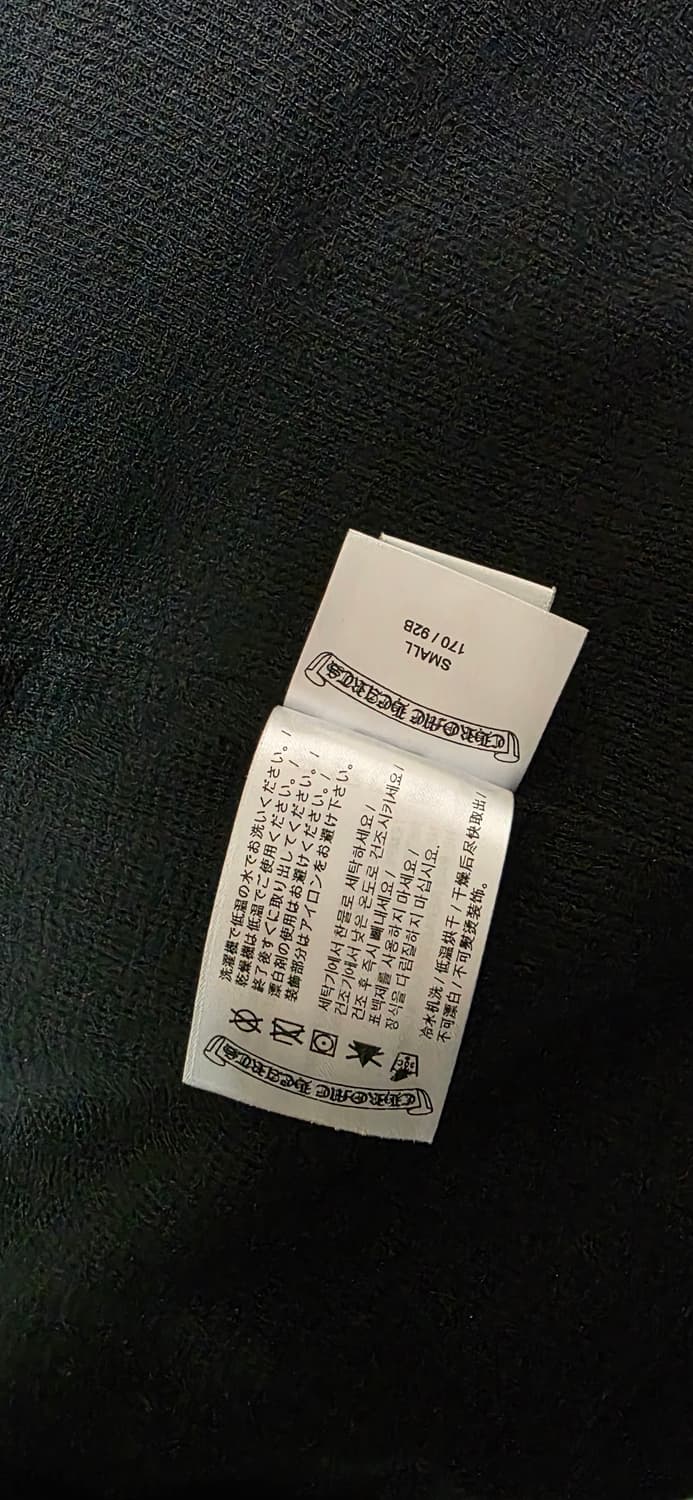 CHROME HEARTS
SMALL
170 / 92B
洗濯機で低温の水でお洗いください。/
乾燥機は低温でご使用ください。/
終了後すぐに取り出してください。/
漂白剤の使用はお避けください。/
装飾部分はアイロンをお避け下さい。
세탁기에서 찬물로 세탁하세요/
건조기에서 낮은 온도로 건조시키세요/
건조 후 즉시 빼내세요/
표백제를 사용하지 마세요/
장식을 다림질하지 마십시요.
冷水机洗 / 低温烘干 / 干燥后尽快取出/
不可漂白 / 不可熨烫装饰。
30C
CHROME HEARTS